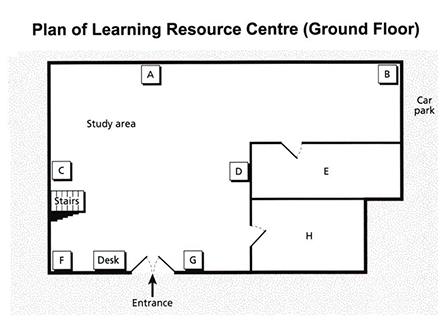 Plan of Learning Resource Centre (Ground Floor)
A
B
Car
park
Study area
C
D
E
Stairs
H
F
Desk
G
Entrance